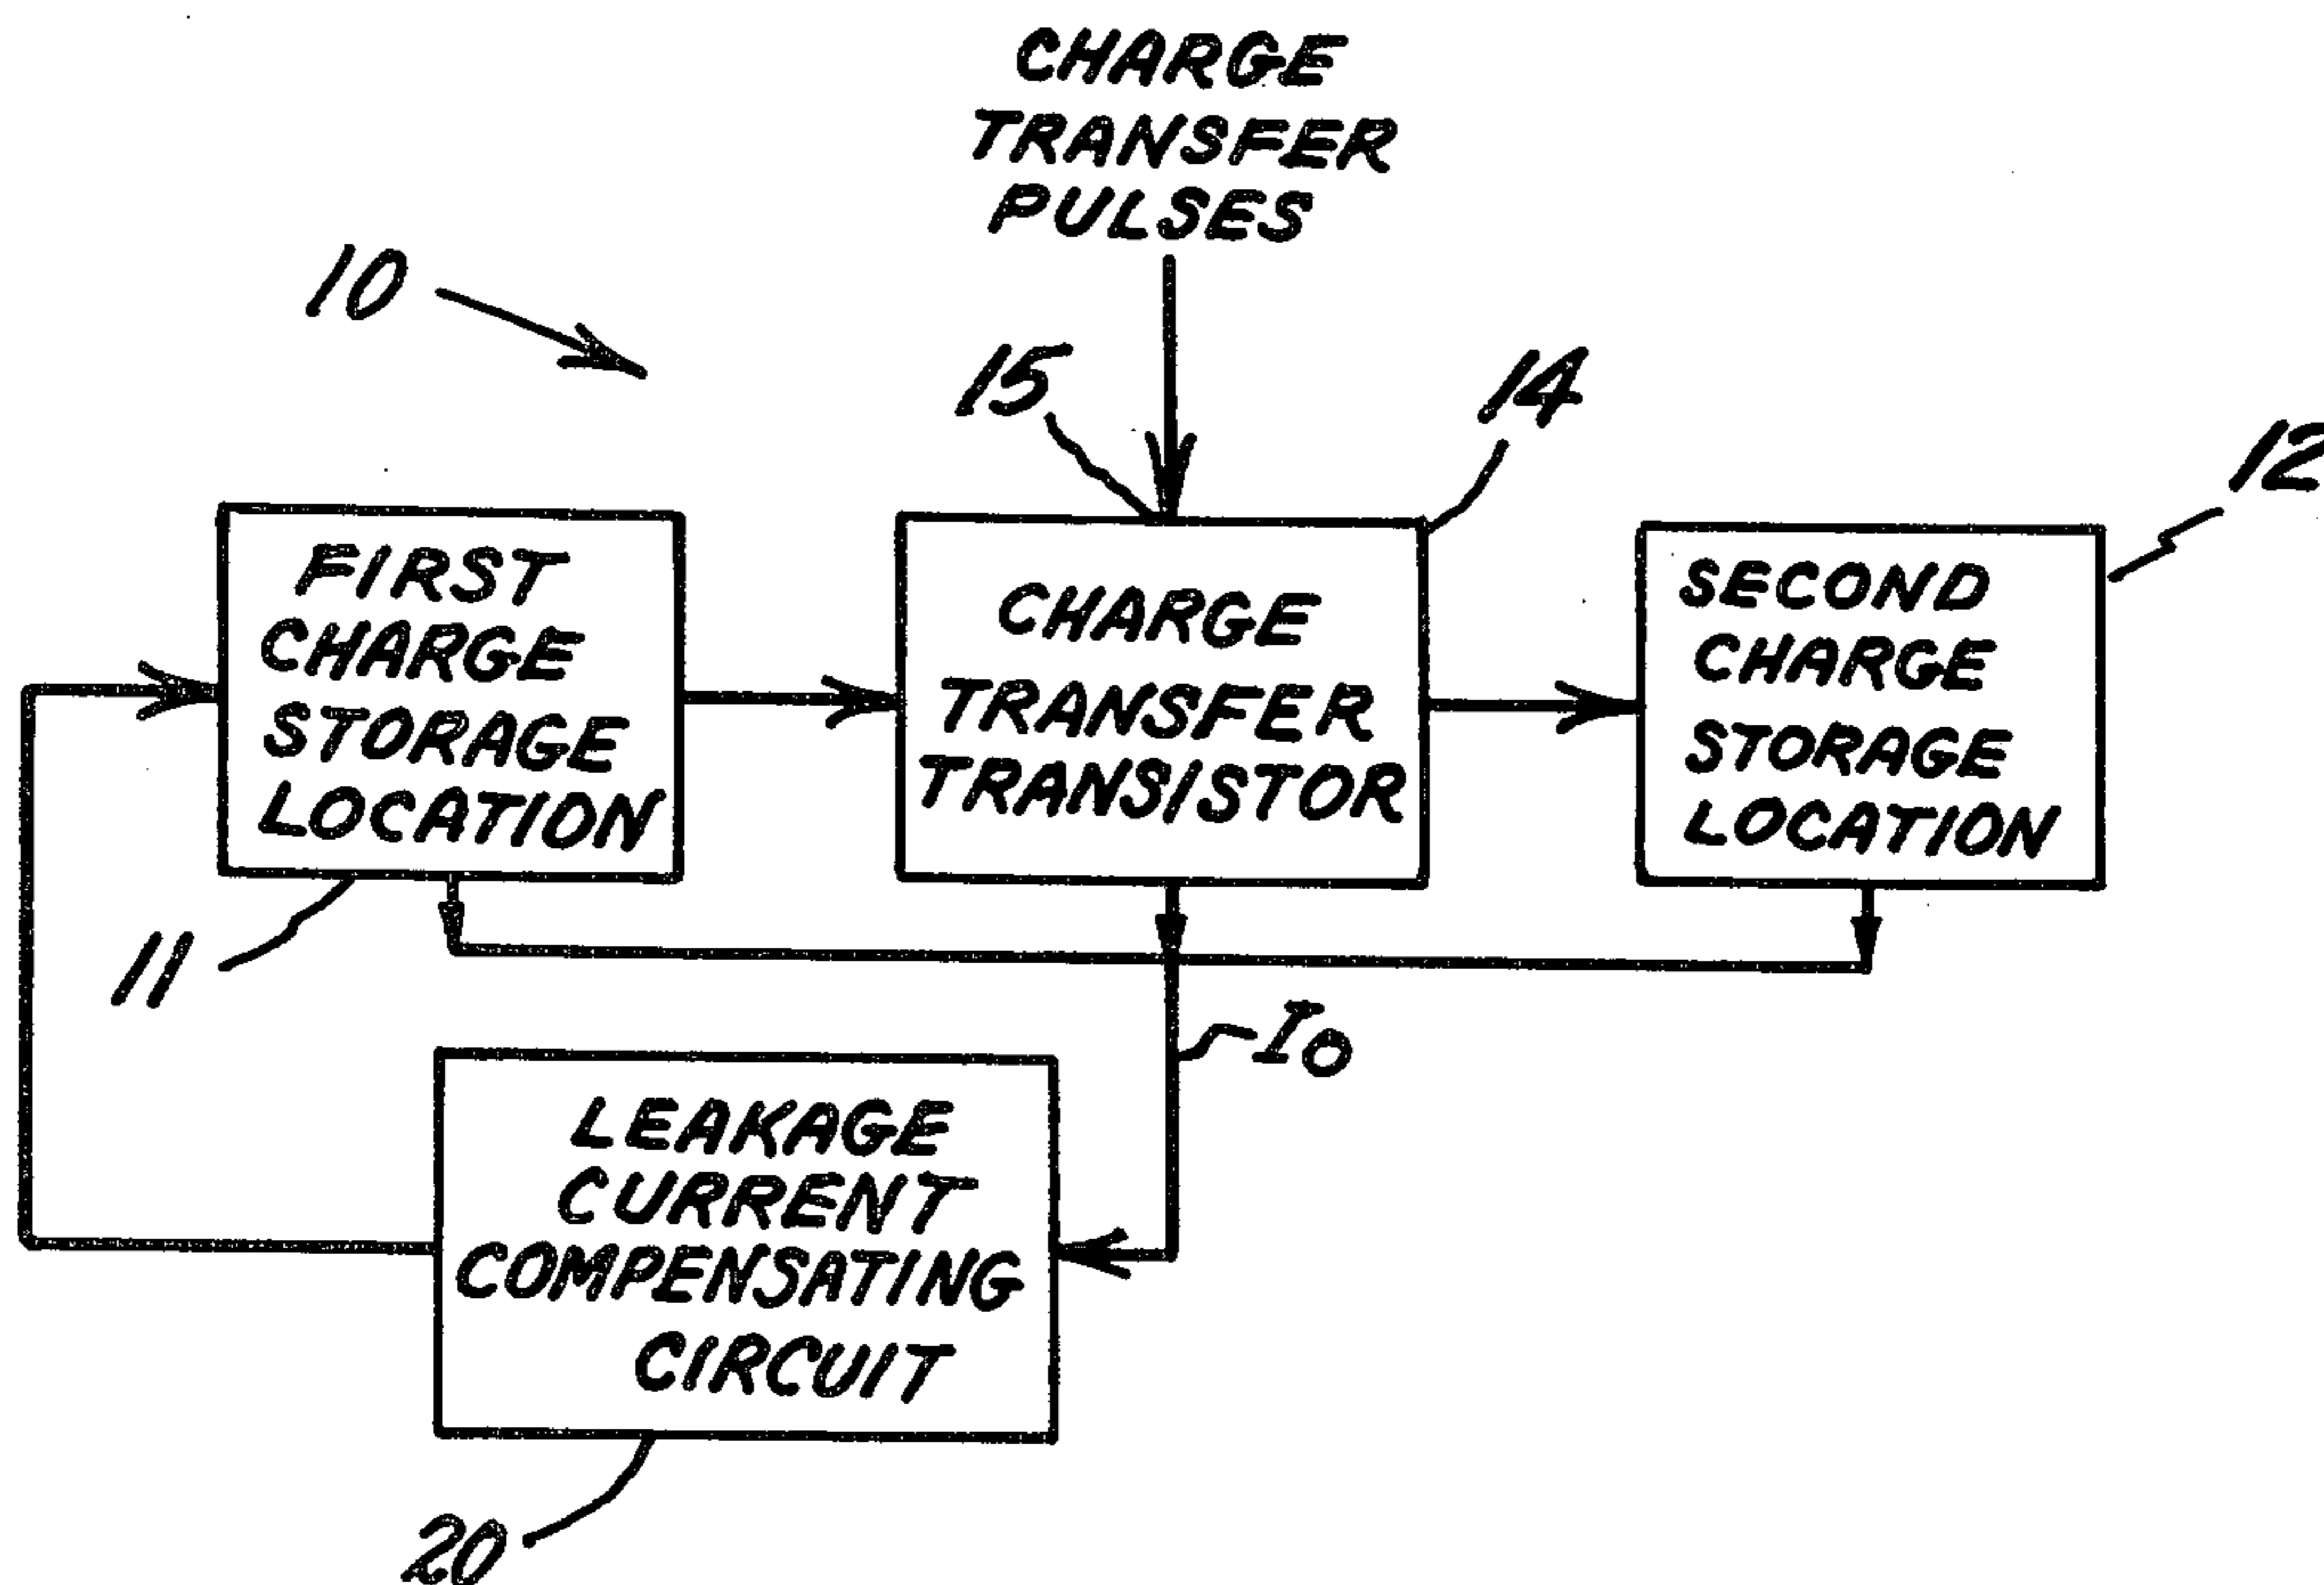 CHARGE
TRANSFER
PULSES
10
15
14
12
FIRST
CHARGE
STORAGE
LOCATION
CHARGE
TRANSFER
TRANSISTOR
SECOND
CHARGE
STORAGE
LOCATION
11
Io
LEAKAGE
CURRENT
COMPENSATING
CIRCUIT
20